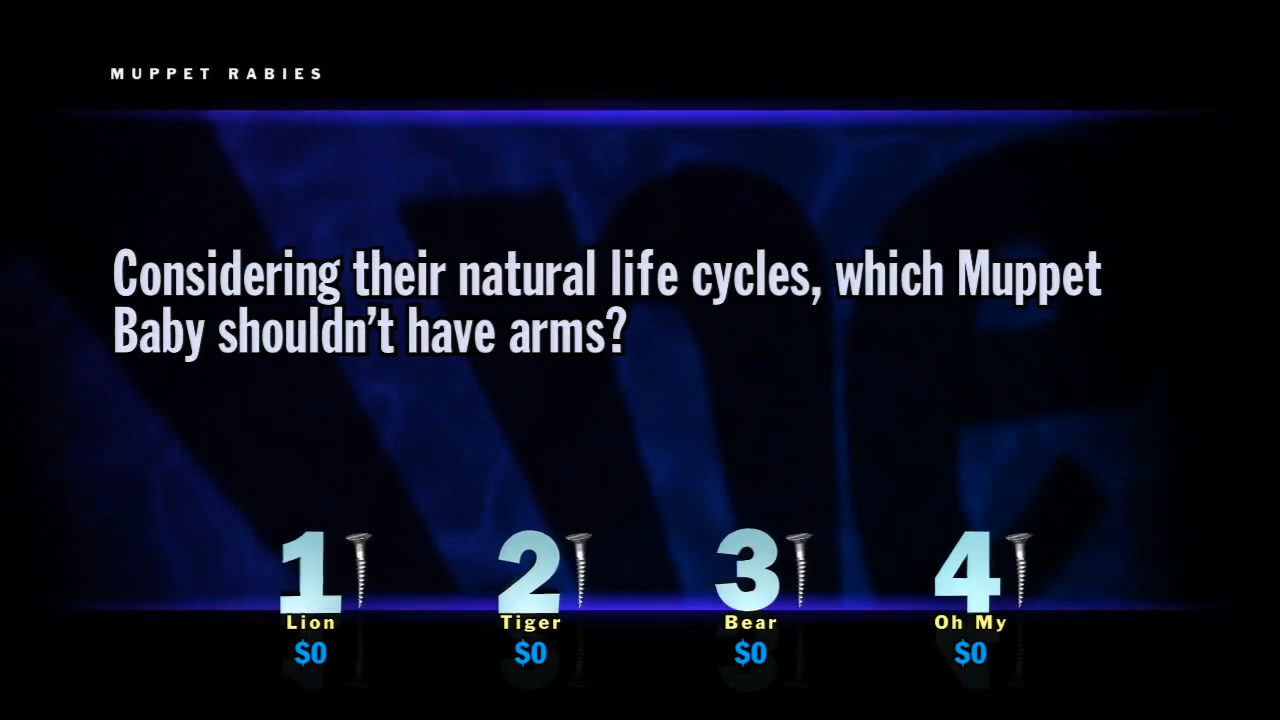 MUPPET RABIES
Considering their natural life cycles, which Muppet
Baby shouldn't have arms?
1 2 3 4
Lion Tiger Bear Oh My
$0 $0 $0 $0